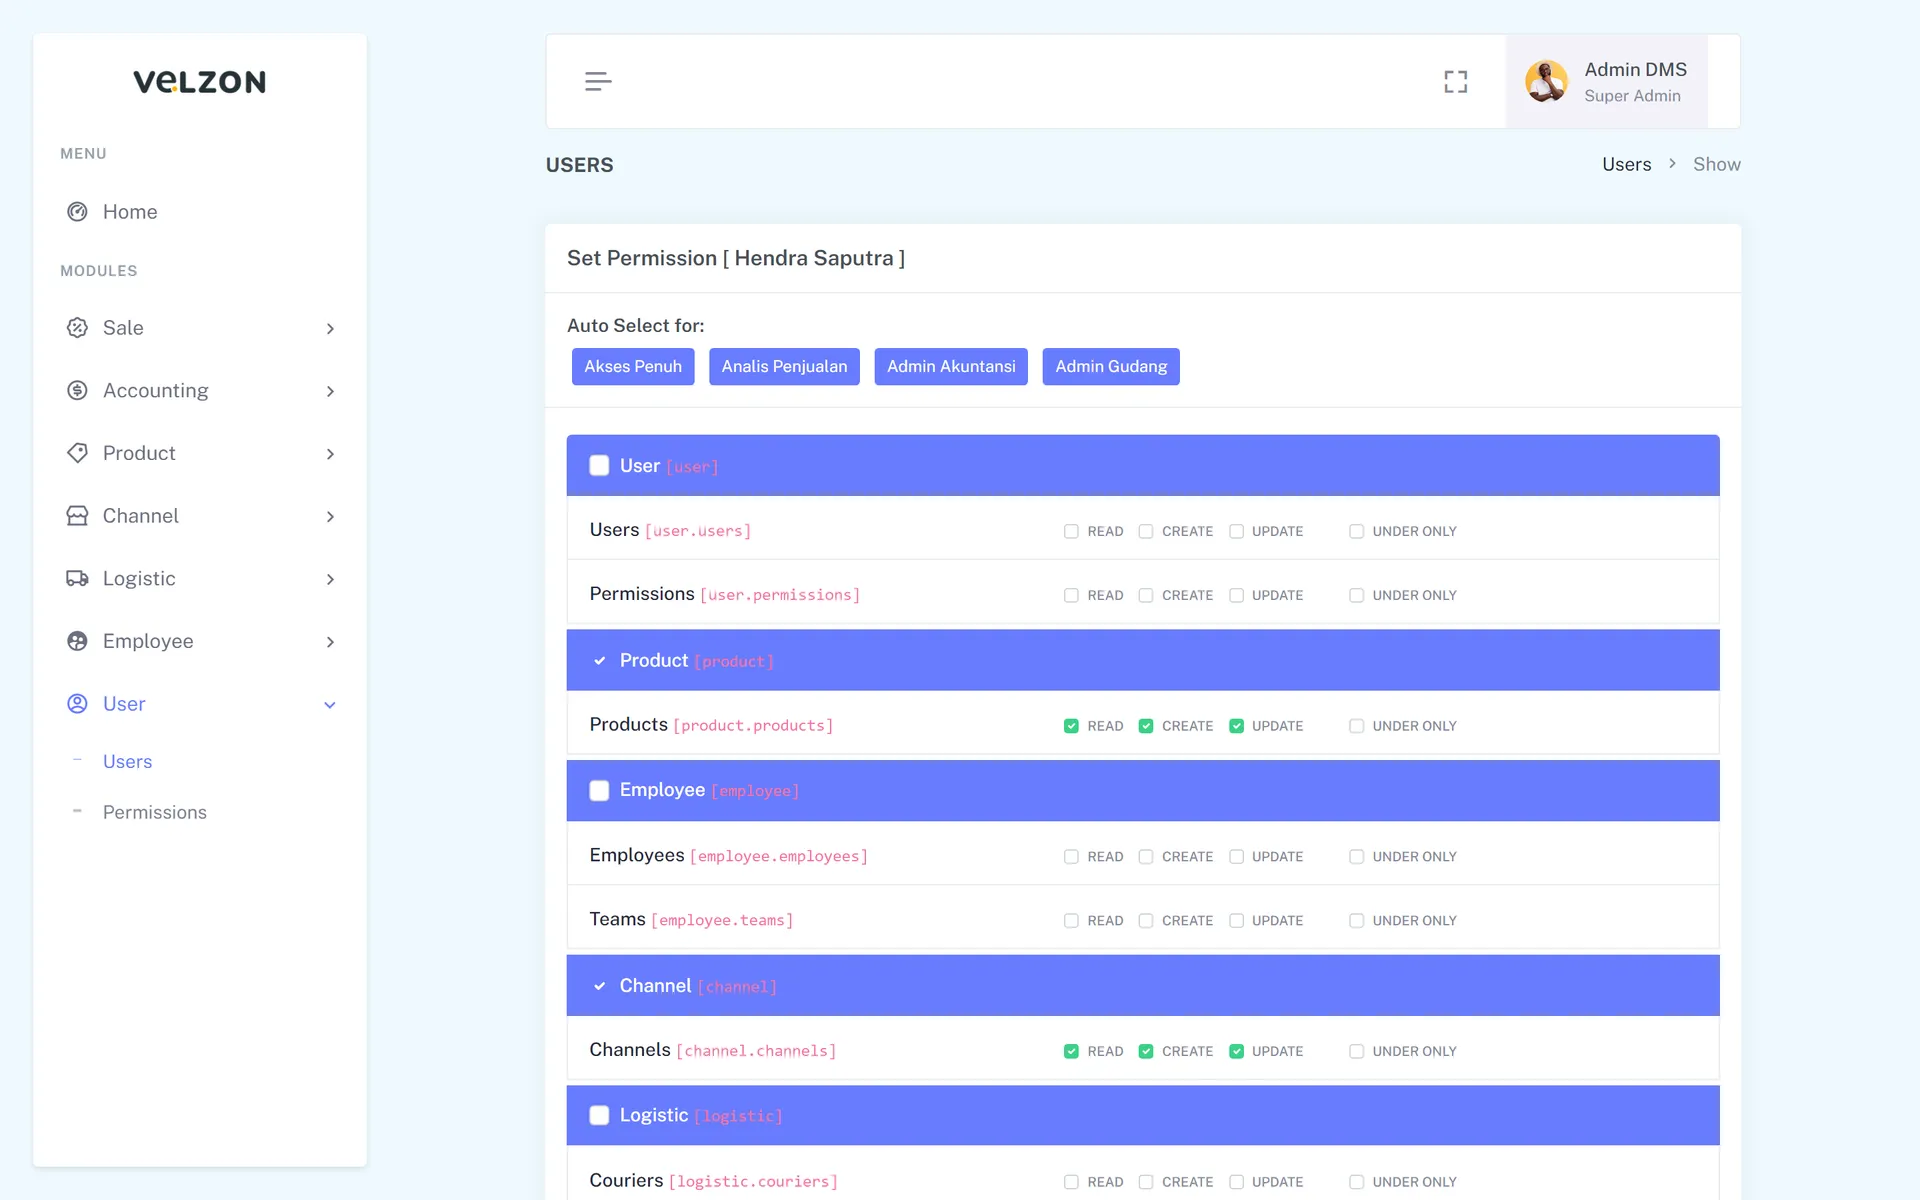 VELZON
MENU
Home
MODULES
Sale
Accounting
Product
Channel
Logistic
Employee
User
Users
Permissions
Admin DMS
Super Admin
USERS
Users > Show
Set Permission [ Hendra Saputra ]
Auto Select for:
Akses Penuh Analis Penjualan Admin Akuntansi Admin Gudang
User [user]
Users [user.users] READ CREATE UPDATE UNDER ONLY
Permissions [user.permissions] READ CREATE UPDATE UNDER ONLY
Product [product]
Products [product.products] READ CREATE UPDATE UNDER ONLY
Employee [employee]
Employees [employee.employees] READ CREATE UPDATE UNDER ONLY
Teams [employee.teams] READ CREATE UPDATE UNDER ONLY
Channel [channel]
Channels [channel.channels] READ CREATE UPDATE UNDER ONLY
Logistic [logistic]
Couriers [logistic.couriers] READ CREATE UPDATE UNDER ONLY